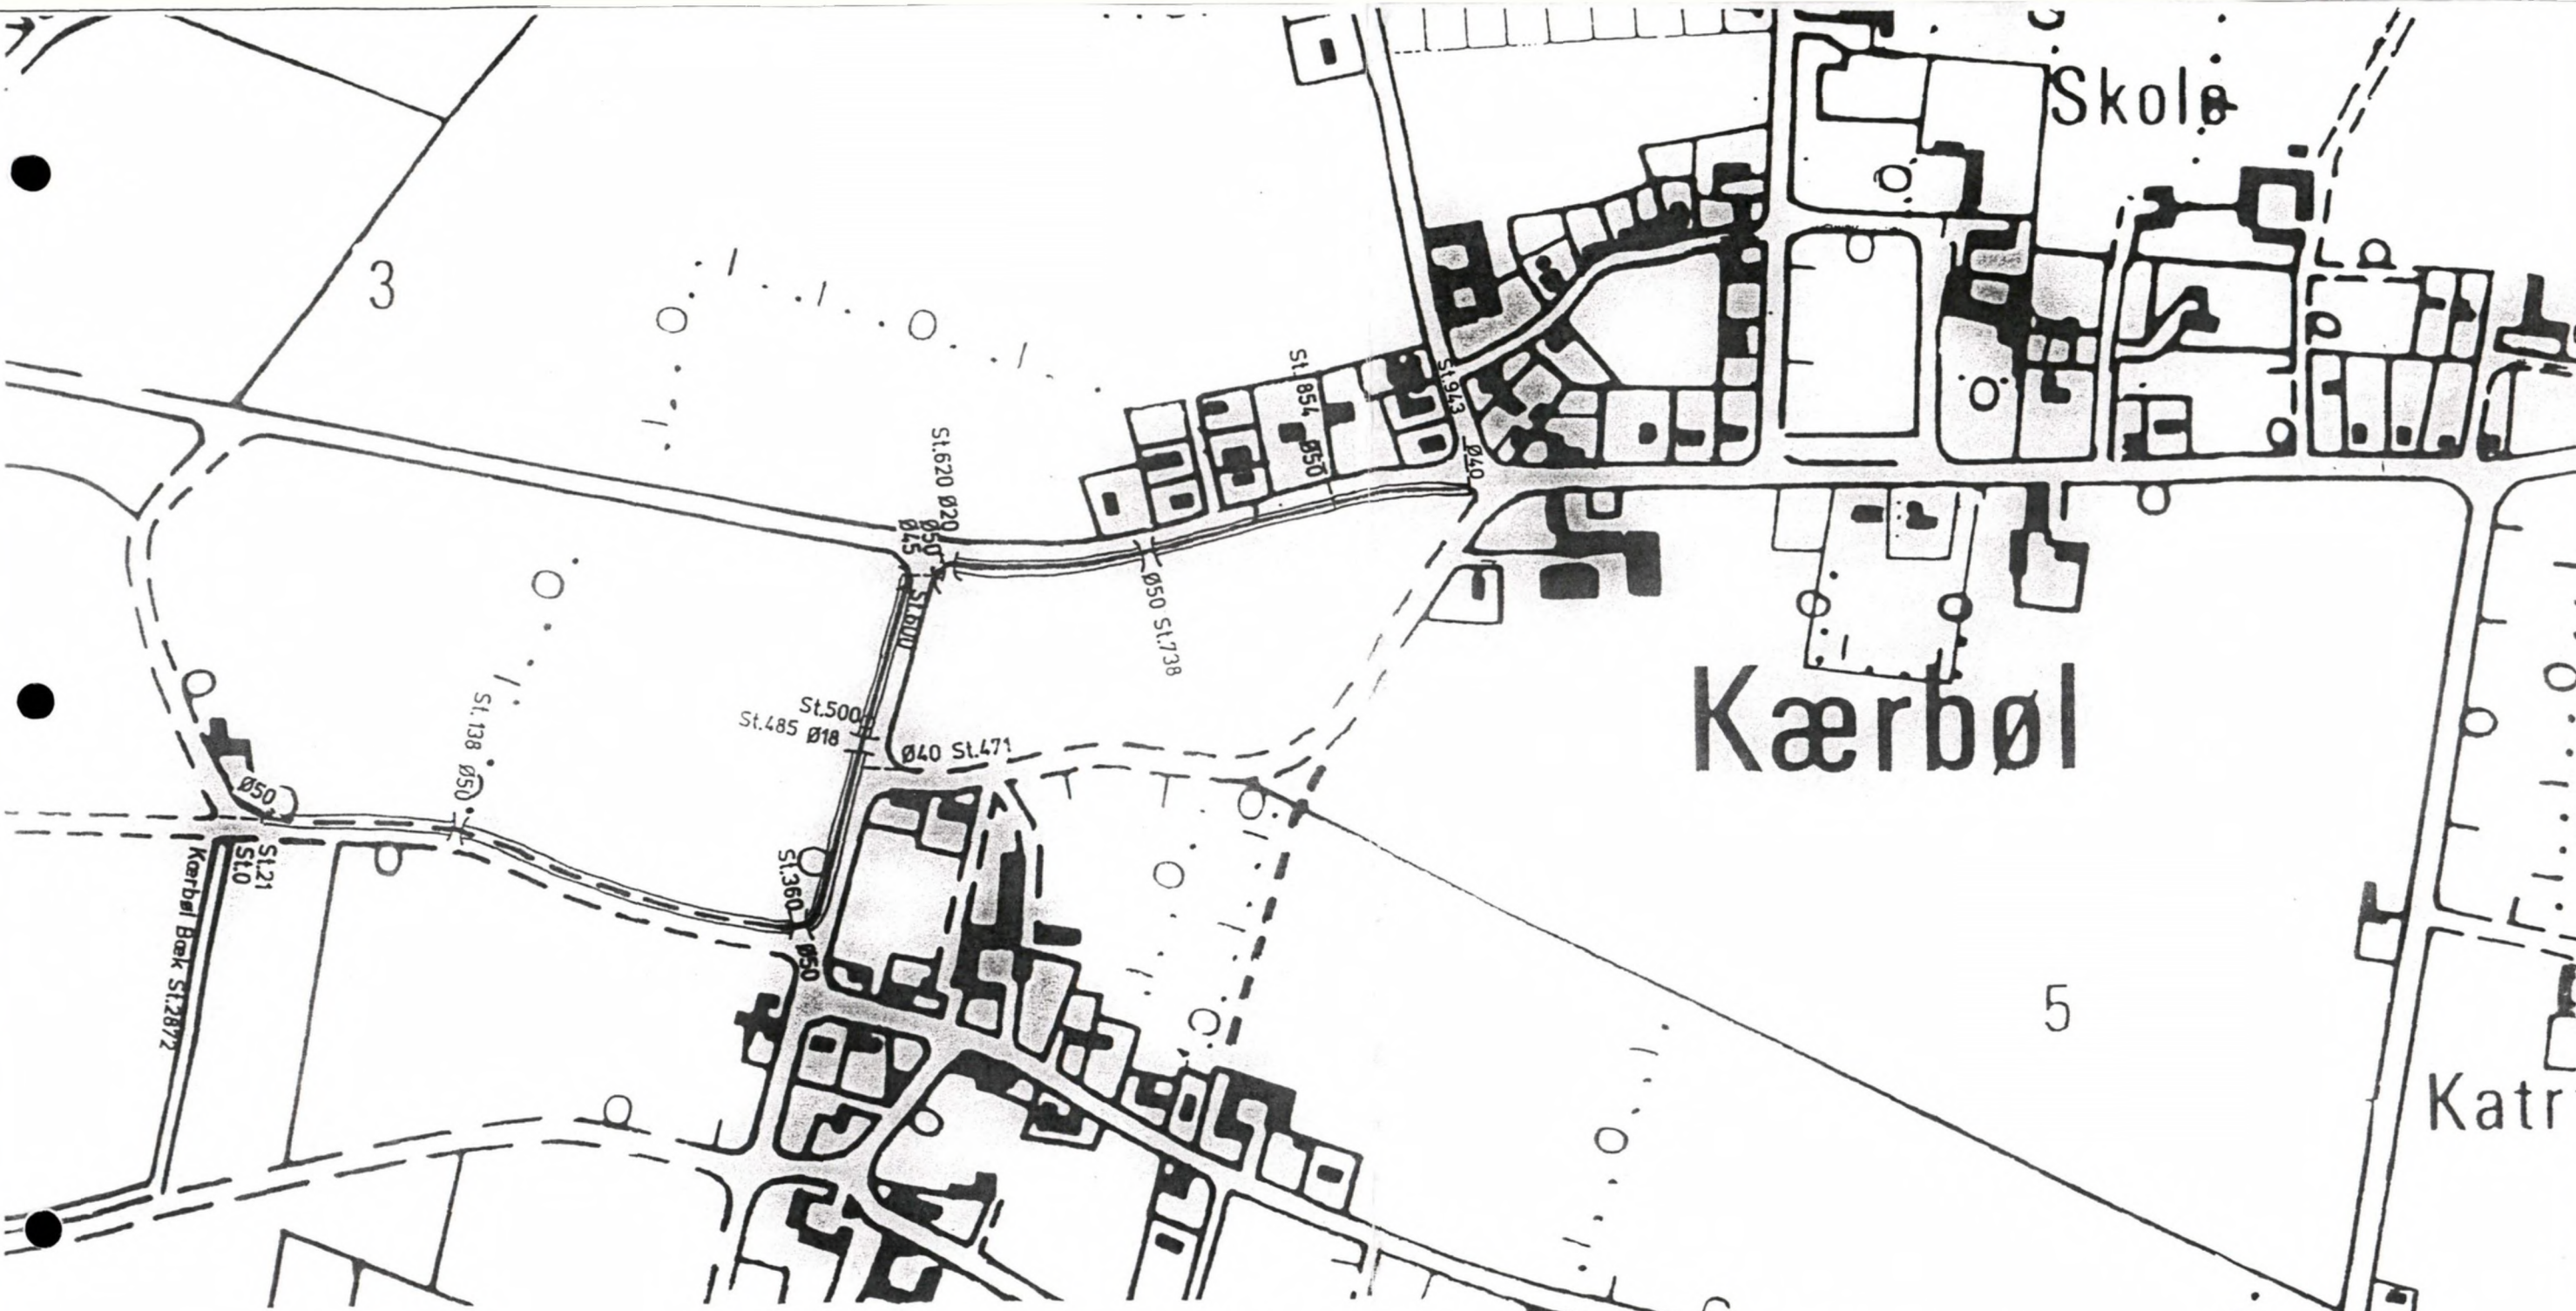 Skole
3
St. 854 Ø50
St.943
Ø40
St.620 Ø20
Ø50
Ø45
St.600
Ø50 St.738
Kærbøl
St.500
St.485 Ø18
Ø40 St.471
St.138 Ø50
Ø50
St.21
St.0
Kærbøl Bæk St.2872
St.360
Ø50
5
Katr